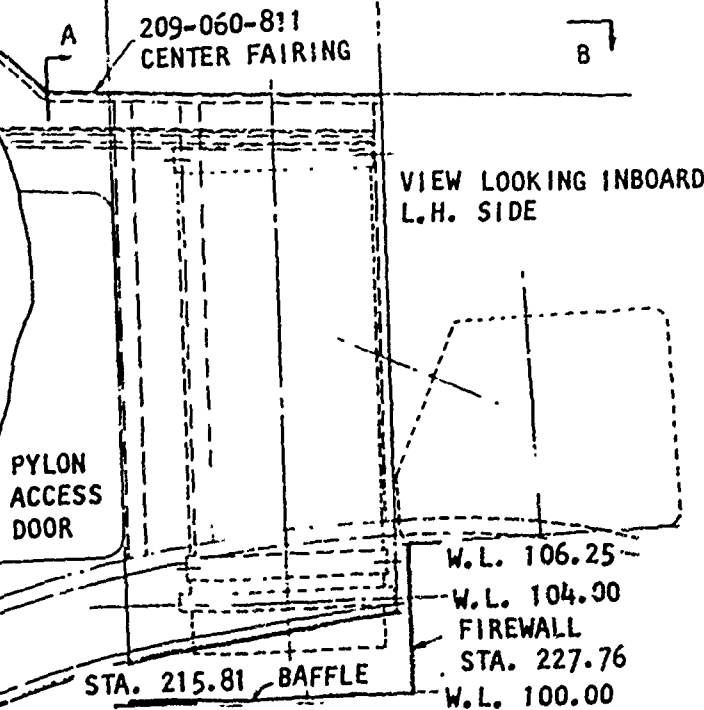 A
209-060-811
CENTER FAIRING
B
VIEW LOOKING INBOARD
L.H. SIDE
PYLON
ACCESS
DOOR
W.L. 106.25
W.L. 104.00
FIREWALL
STA. 227.76
STA. 215.81
BAFFLE
W.L. 100.00